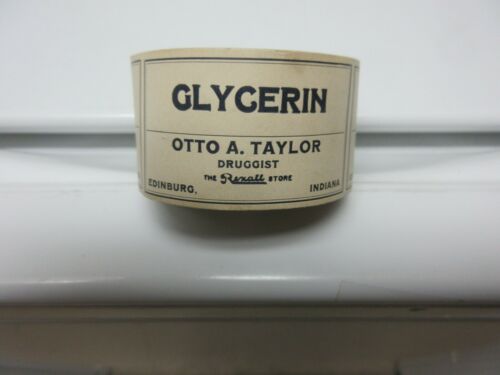 GLYCERIN
OTTO A. TAYLOR
DRUGGIST
THE Rexall STORE
EDINBURG, INDIANA